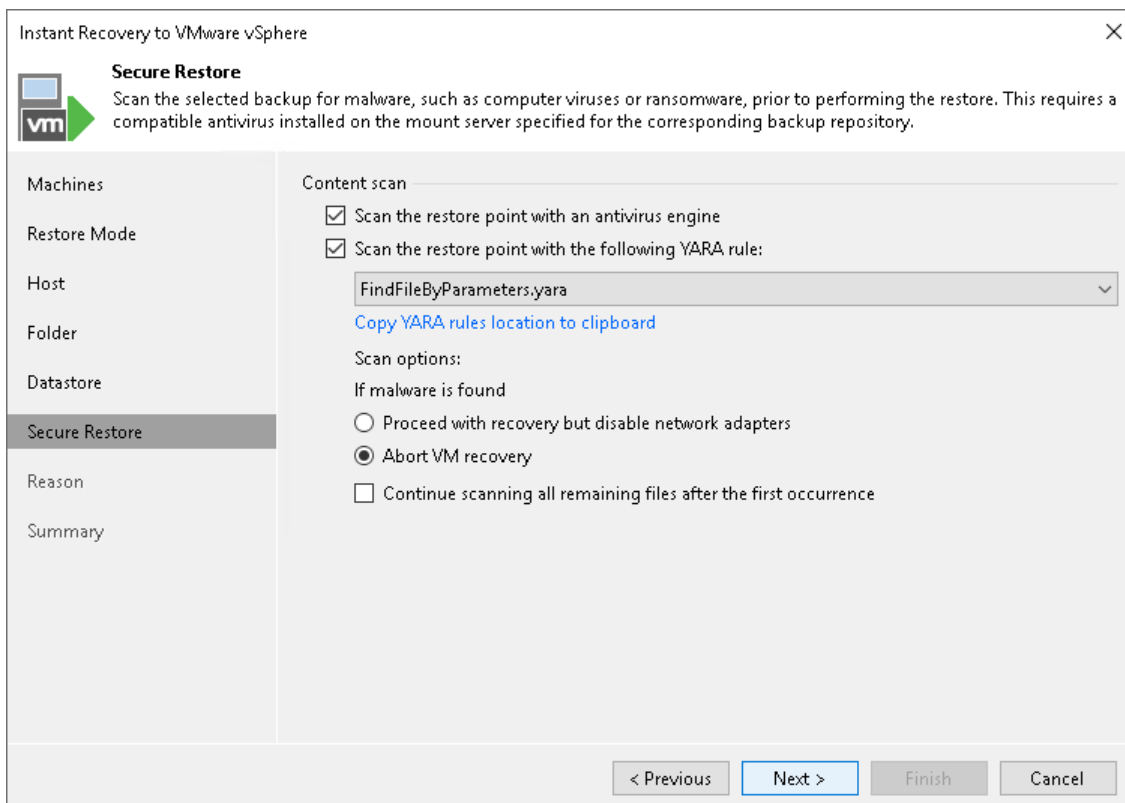 Instant Recovery to VMware vSphere
Secure Restore
Scan the selected backup for malware, such as computer viruses or ransomware, prior to performing the restore. This requires a
compatible antivirus installed on the mount server specified for the corresponding backup repository.
vm
Machines
Restore Mode
Host
Folder
Datastore
Secure Restore
Reason
Summary
Content scan
Scan the restore point with an antivirus engine
Scan the restore point with the following YARA rule:
FindFileByParameters.yara
Copy YARA rules location to clipboard
Scan options:
If malware is found
Proceed with recovery but disable network adapters
Abort VM recovery
Continue scanning all remaining files after the first occurrence
< Previous
Next >
Finish
Cancel